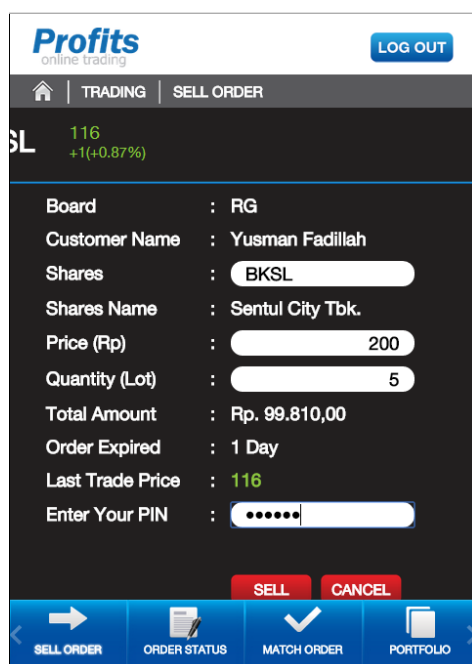 Profits
online trading
LOG OUT
TRADING | SELL ORDER
SL
116
+1(+0.87%)
Board : RG
Customer Name : Yusman Fadillah
Shares : BKSL
Shares Name : Sentul City Tbk.
Price (Rp) : 200
Quantity (Lot) : 5
Total Amount : Rp. 99.810,00
Order Expired : 1 Day
Last Trade Price : 116
Enter Your PIN : ••••••
SELL CANCEL
SELL ORDER ORDER STATUS MATCH ORDER PORTFOLIO